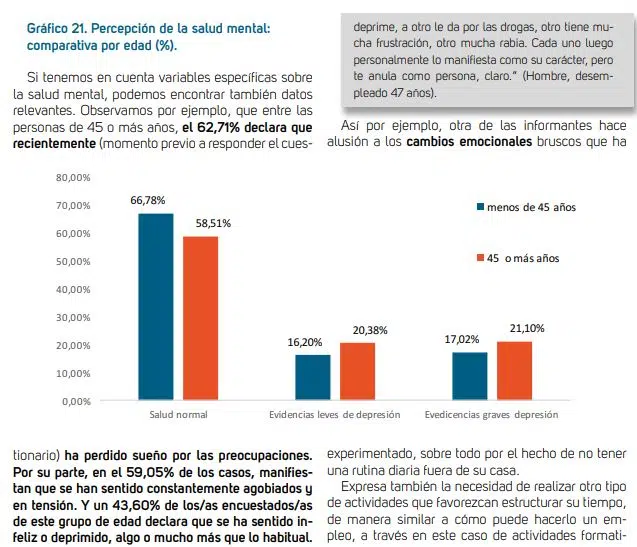 Gráfico 21. Percepción de la salud mental:
comparativa por edad (%).
Si tenemos en cuenta variables específicas sobre
la salud mental, podemos encontrar también datos
relevantes. Observamos por ejemplo, que entre las
personas de 45 o más años, el 62,71% declara que
recientemente (momento previo a responder el cues-
deprime, a otro le da por las drogas, otro tiene mu-
cha frustración, otro mucha rabia. Cada uno luego
personalmente lo manifiesta como su carácter, pero
te anula como persona, claro.” (Hombre, desem-
pleado 47 años).
Así por ejemplo, otra de las informantes hace
alusión a los cambios emocionales bruscos que ha
80,00%
70,00%
60,00%
50,00%
40,00%
30,00%
20,00%
10,00%
0,00%
66,78%
58,51%
16,20%
20,38%
17,02%
21,10%
menos de 45 años
45 o más años
Salud normal
Evidencias leves de depresión
Evedicencias graves depresión
tionario) ha perdido sueño por las preocupaciones.
Por su parte, en el 59,05% de los casos, manifies-
tan que se han sentido constantemente agobiados y
en tensión. Y un 43,60% de los/as encuestados/as
de este grupo de edad declara que se ha sentido in-
feliz o deprimido, algo o mucho más que lo habitual.
experimentado, sobre todo por el hecho de no tener
una rutina diaria fuera de su casa.
Expresa también la necesidad de realizar otro tipo
de actividades que favorezcan estructurar su tiempo,
de manera similar a cómo puede hacerlo un em-
pleo, a través en este caso de actividades formati-